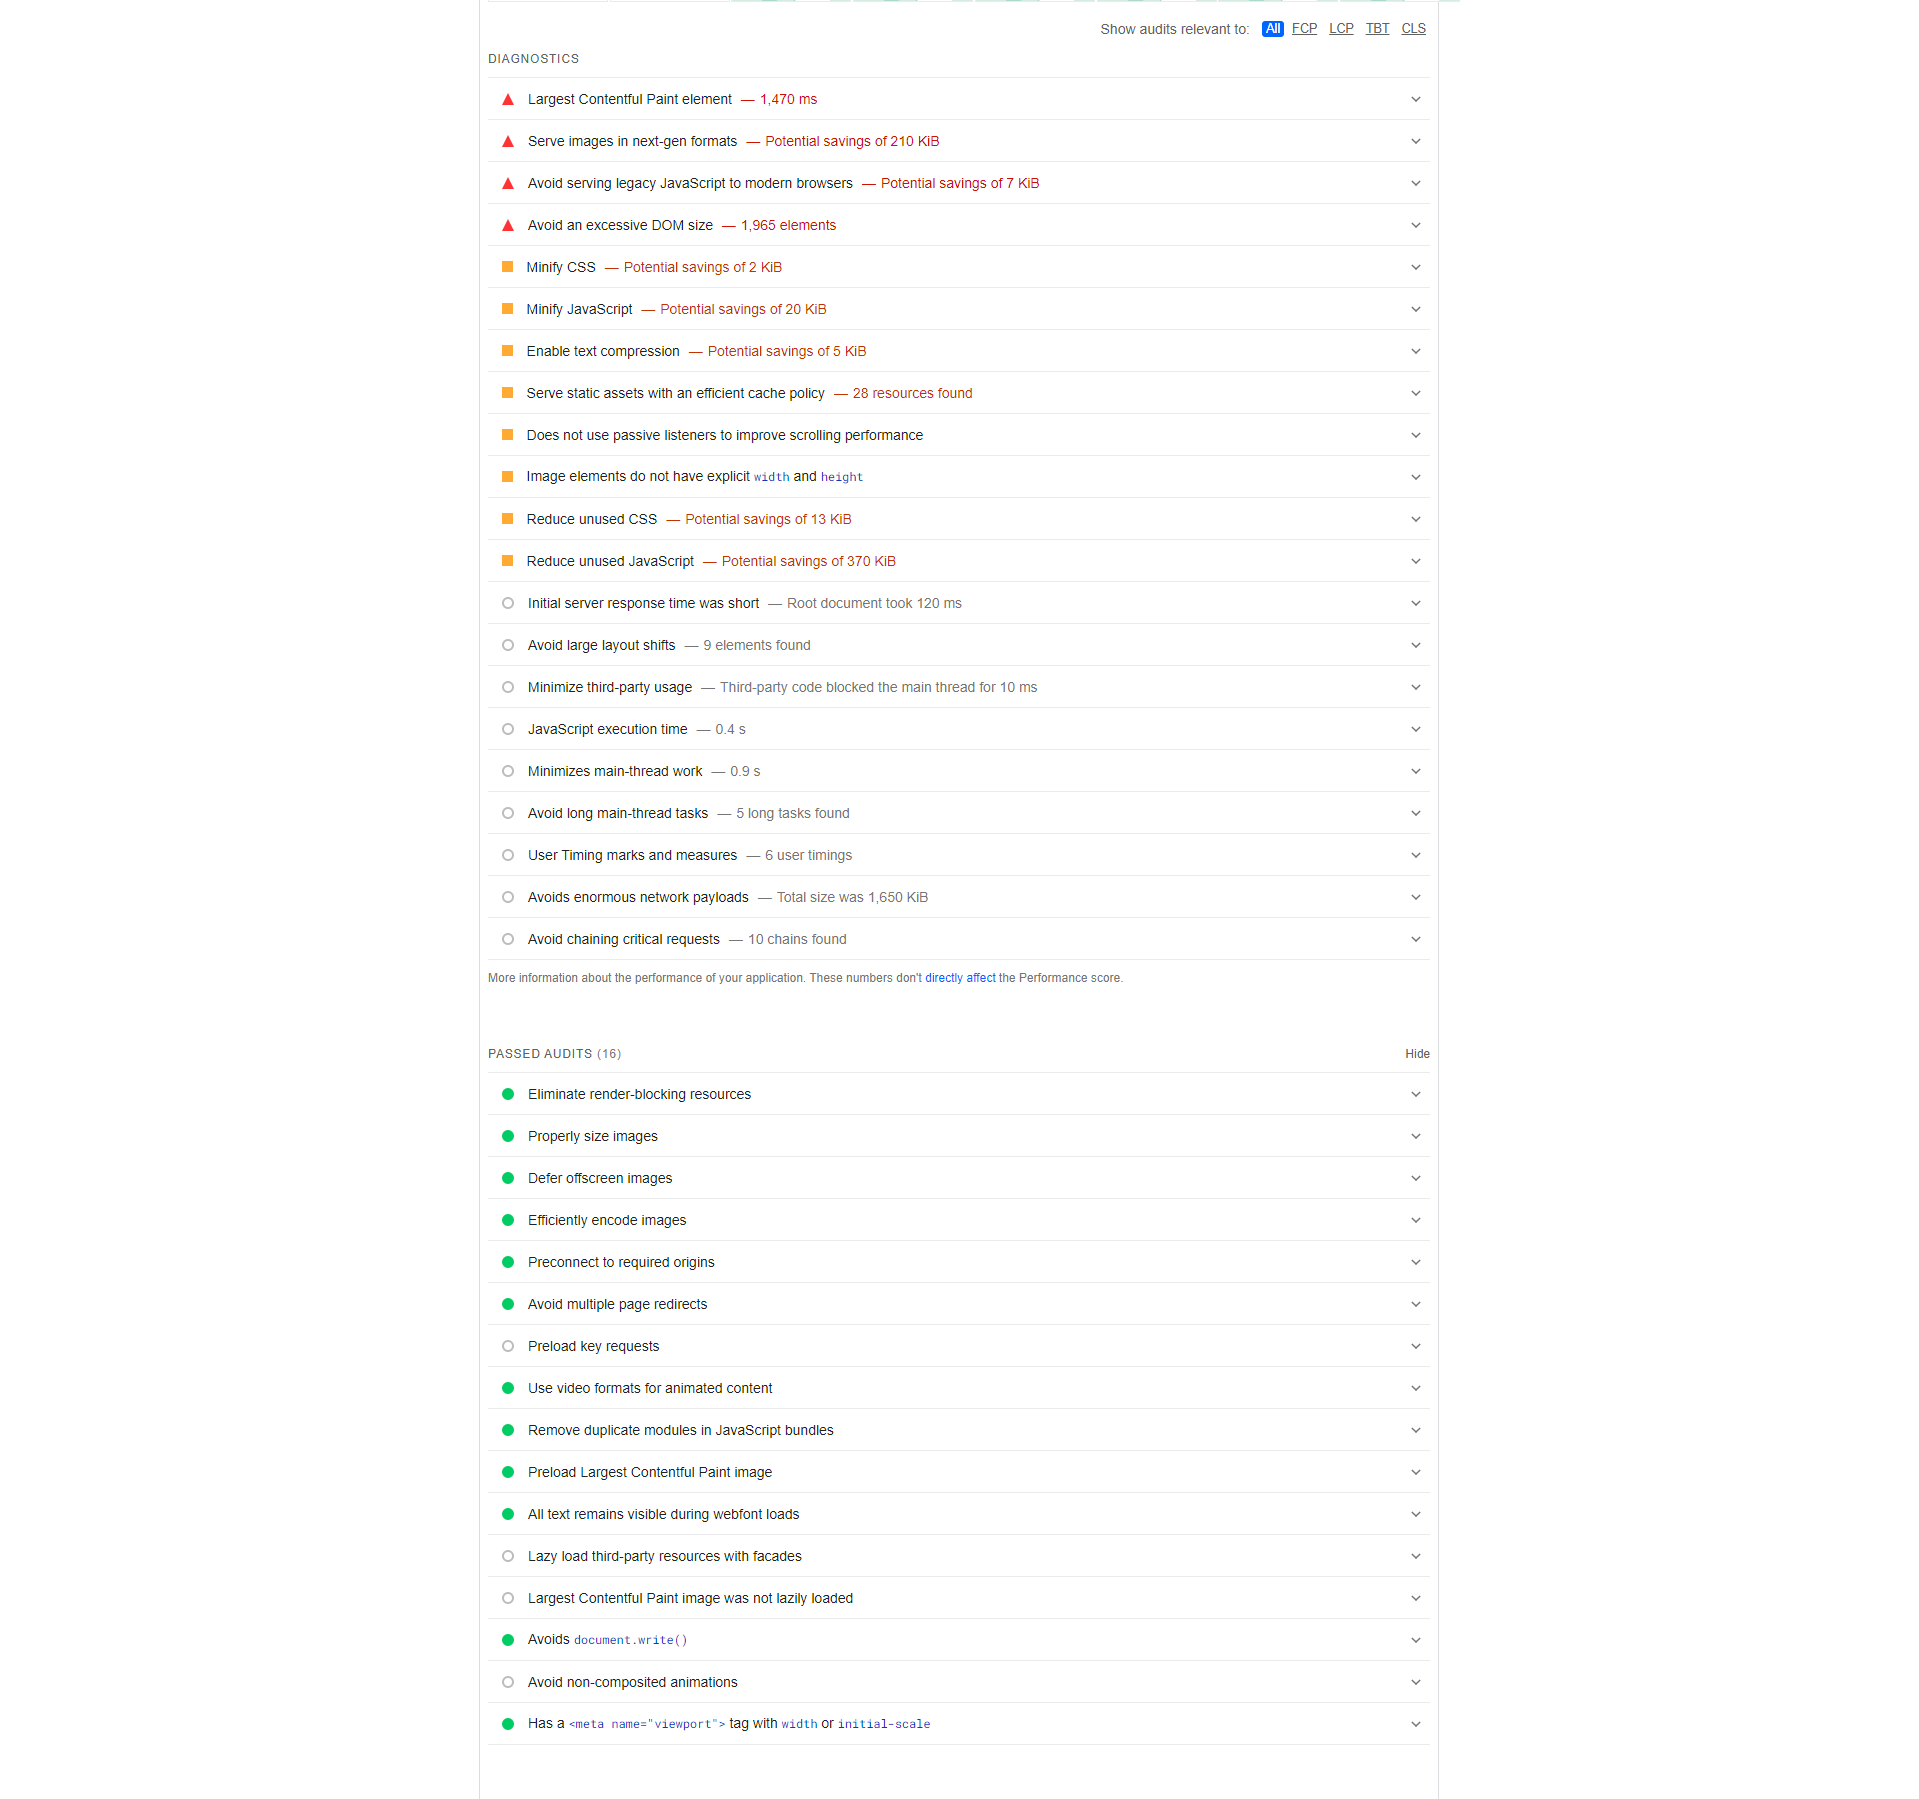 Show audits relevant to: All FCP LCP TBT CLS
DIAGNOSTICS
Largest Contentful Paint element — 1,470 ms
Serve images in next-gen formats — Potential savings of 210 KiB
Avoid serving legacy JavaScript to modern browsers — Potential savings of 7 KiB
Avoid an excessive DOM size — 1,965 elements
Minify CSS — Potential savings of 2 KiB
Minify JavaScript — Potential savings of 20 KiB
Enable text compression — Potential savings of 5 KiB
Serve static assets with an efficient cache policy — 28 resources found
Does not use passive listeners to improve scrolling performance
Image elements do not have explicit width and height
Reduce unused CSS — Potential savings of 13 KiB
Reduce unused JavaScript — Potential savings of 370 KiB
Initial server response time was short — Root document took 120 ms
Avoid large layout shifts — 9 elements found
Minimize third-party usage — Third-party code blocked the main thread for 10 ms
JavaScript execution time — 0.4 s
Minimizes main-thread work — 0.9 s
Avoid long main-thread tasks — 5 long tasks found
User Timing marks and measures — 6 user timings
Avoids enormous network payloads — Total size was 1,650 KiB
Avoid chaining critical requests — 10 chains found
More information about the performance of your application. These numbers don't directly affect the Performance score.
PASSED AUDITS (16) Hide
Eliminate render-blocking resources
Properly size images
Defer offscreen images
Efficiently encode images
Preconnect to required origins
Avoid multiple page redirects
Preload key requests
Use video formats for animated content
Remove duplicate modules in JavaScript bundles
Preload Largest Contentful Paint image
All text remains visible during webfont loads
Lazy load third-party resources with facades
Largest Contentful Paint image was not lazily loaded
Avoids document.write()
Avoid non-composited animations
Has a <meta name="viewport"> tag with width or initial-scale